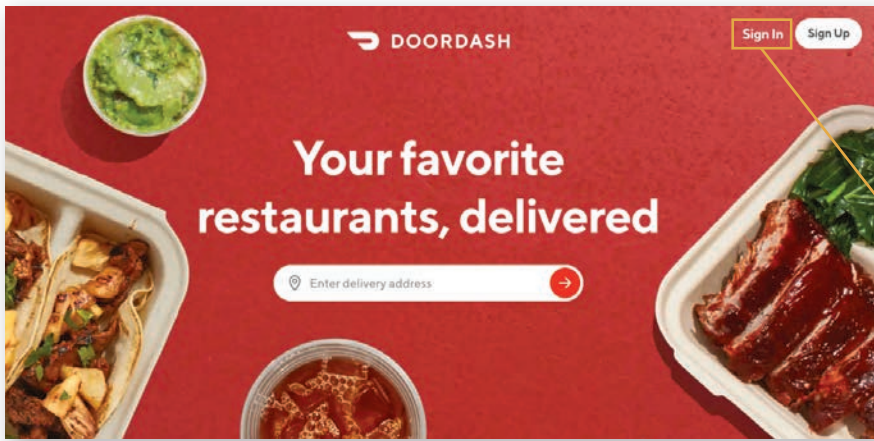 DOORDASH
Sign In
Sign Up
Your favorite
restaurants, delivered
Enter delivery address